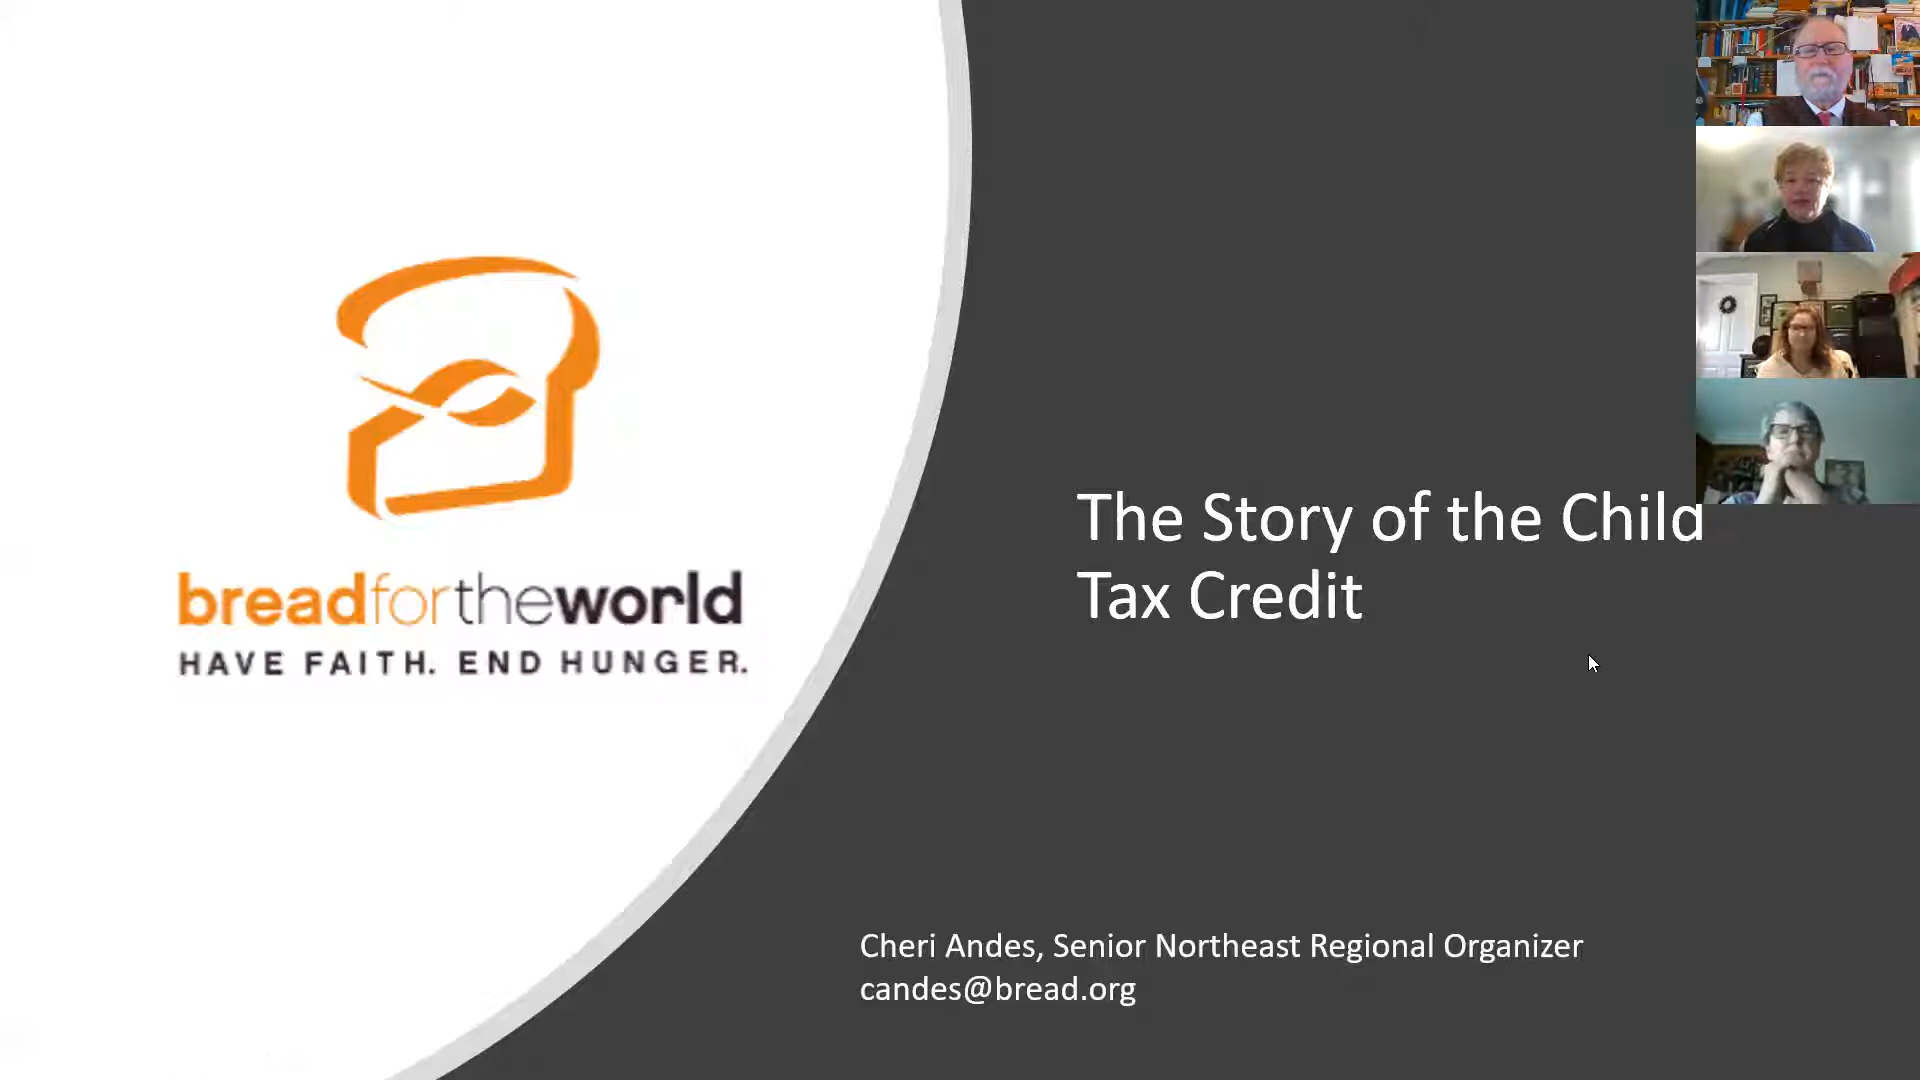 breadfortheworld
HAVE FAITH. END HUNGER.
The Story of the Child
Tax Credit
Cheri Andes, Senior Northeast Regional Organizer
candes@bread.org